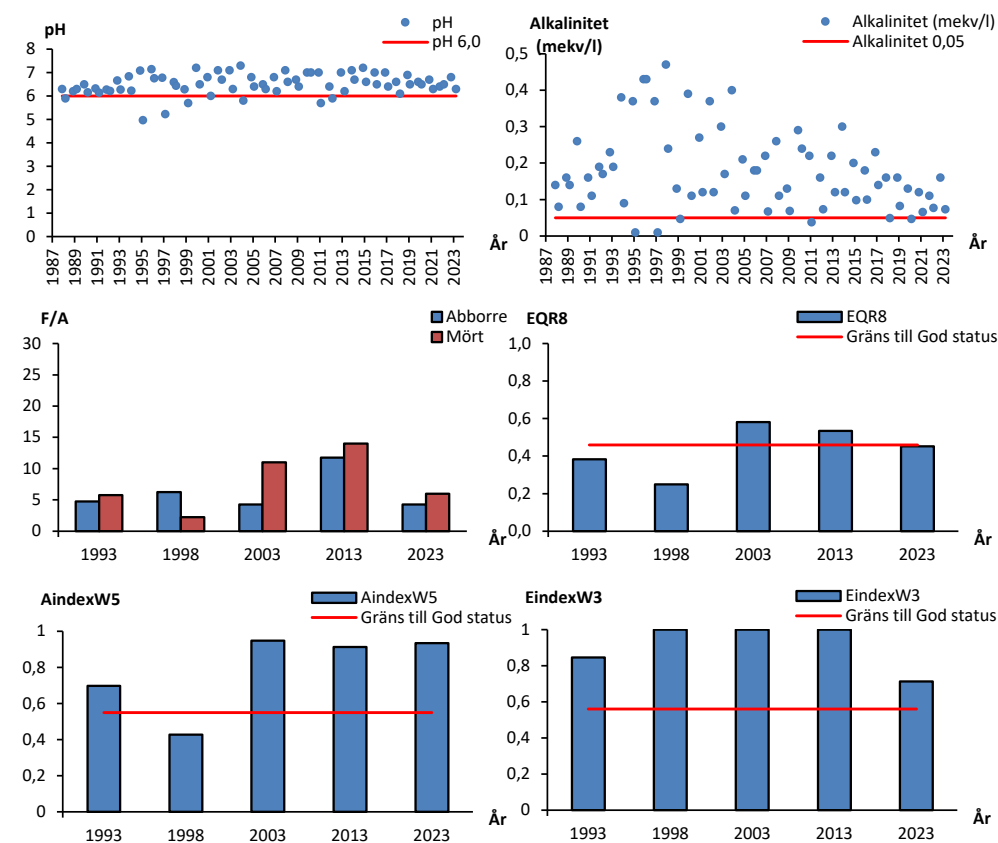 pH
pH
pH 6,0
8
7
6
5
4
3
2
1
0
1987
1989
1991
1993
1995
1997
1999
2001
2003
2005
2007
2009
2011
2013
2015
2017
2019
2021
2023
År
Alkalinitet
(mekv/l)
Alkalinitet (mekv/l)
Alkalinitet 0,05
0,5
0,4
0,3
0,2
0,1
0
1987
1989
1991
1993
1995
1997
1999
2001
2003
2005
2007
2009
2011
2013
2015
2017
2019
2021
2023
År
F/A
Abborre
Mört
30
25
20
15
10
5
0
1993 1998 2003 2013 2023
År
EQR8
EQR8
Gräns till God status
1,0
0,8
0,6
0,4
0,2
0,0
1993 1998 2003 2013 2023
År
AindexW5
AindexW5
Gräns till God status
1
0,8
0,6
0,4
0,2
0
1993 1998 2003 2013 2023
År
EindexW3
EindexW3
Gräns till God status
1
0,8
0,6
0,4
0,2
0
1993 1998 2003 2013 2023
År